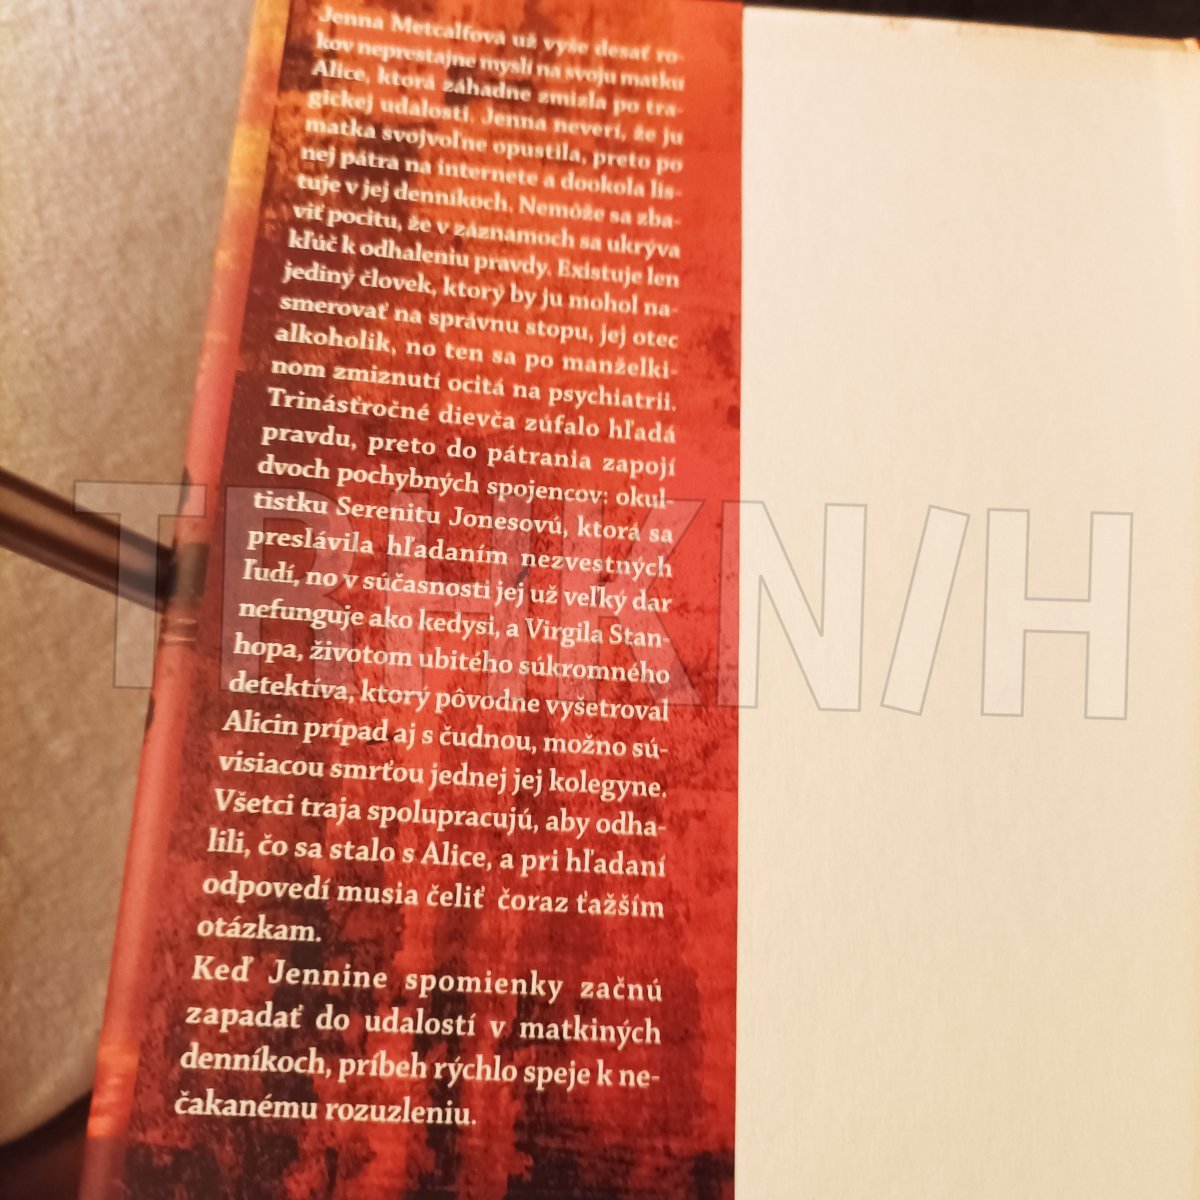 Jenna Metcalfová už vyše desať ro-
kov neprestajne myslí na svoju matku
Alice, ktorá záhadne zmizla po tra-
gickej udalosti. Jenna neverí, že ju
matka svojvoľne opustila, preto po
nej pátra na internete a dookola lis-
tuje v jej denníkoch. Nemôže sa zba-
viť pocitu, že v záznamoch sa ukrýva
kľúč k odhaleniu pravdy. Existuje len
jediný človek, ktorý by ju mohol na-
smerovať na správnu stopu, jej otec
alkoholik, no ten sa po manželki-
nom zmiznutí ocitá na psychiatrii.
Trinásťročné dievča zúfalo hľadá
pravdu, preto do pátrania zapojí
dvoch pochybných spojencov: okul-
tistku Serenitu Jonesovú, ktorá sa
preslávila hľadaním nezvestných
ľudí, no v súčasnosti jej už veľký dar
nefunguje ako kedysi, a Virgila Stan-
hopa, životom ubitého súkromného
detektíva, ktorý pôvodne vyšetroval
Alicin prípad aj s čudnou, možno sú-
visiacou smrťou jednej jej kolegyne.
Všetci traja spolupracujú, aby odha-
lili, čo sa stalo s Alice, a pri hľadaní
odpovedí musia čeliť čoraz ťažším
otázkam.
Keď Jennine spomienky začnú
zapadať do udalostí v matkiných
denníkoch, príbeh rýchlo speje k ne-
čakanému rozuzleniu.